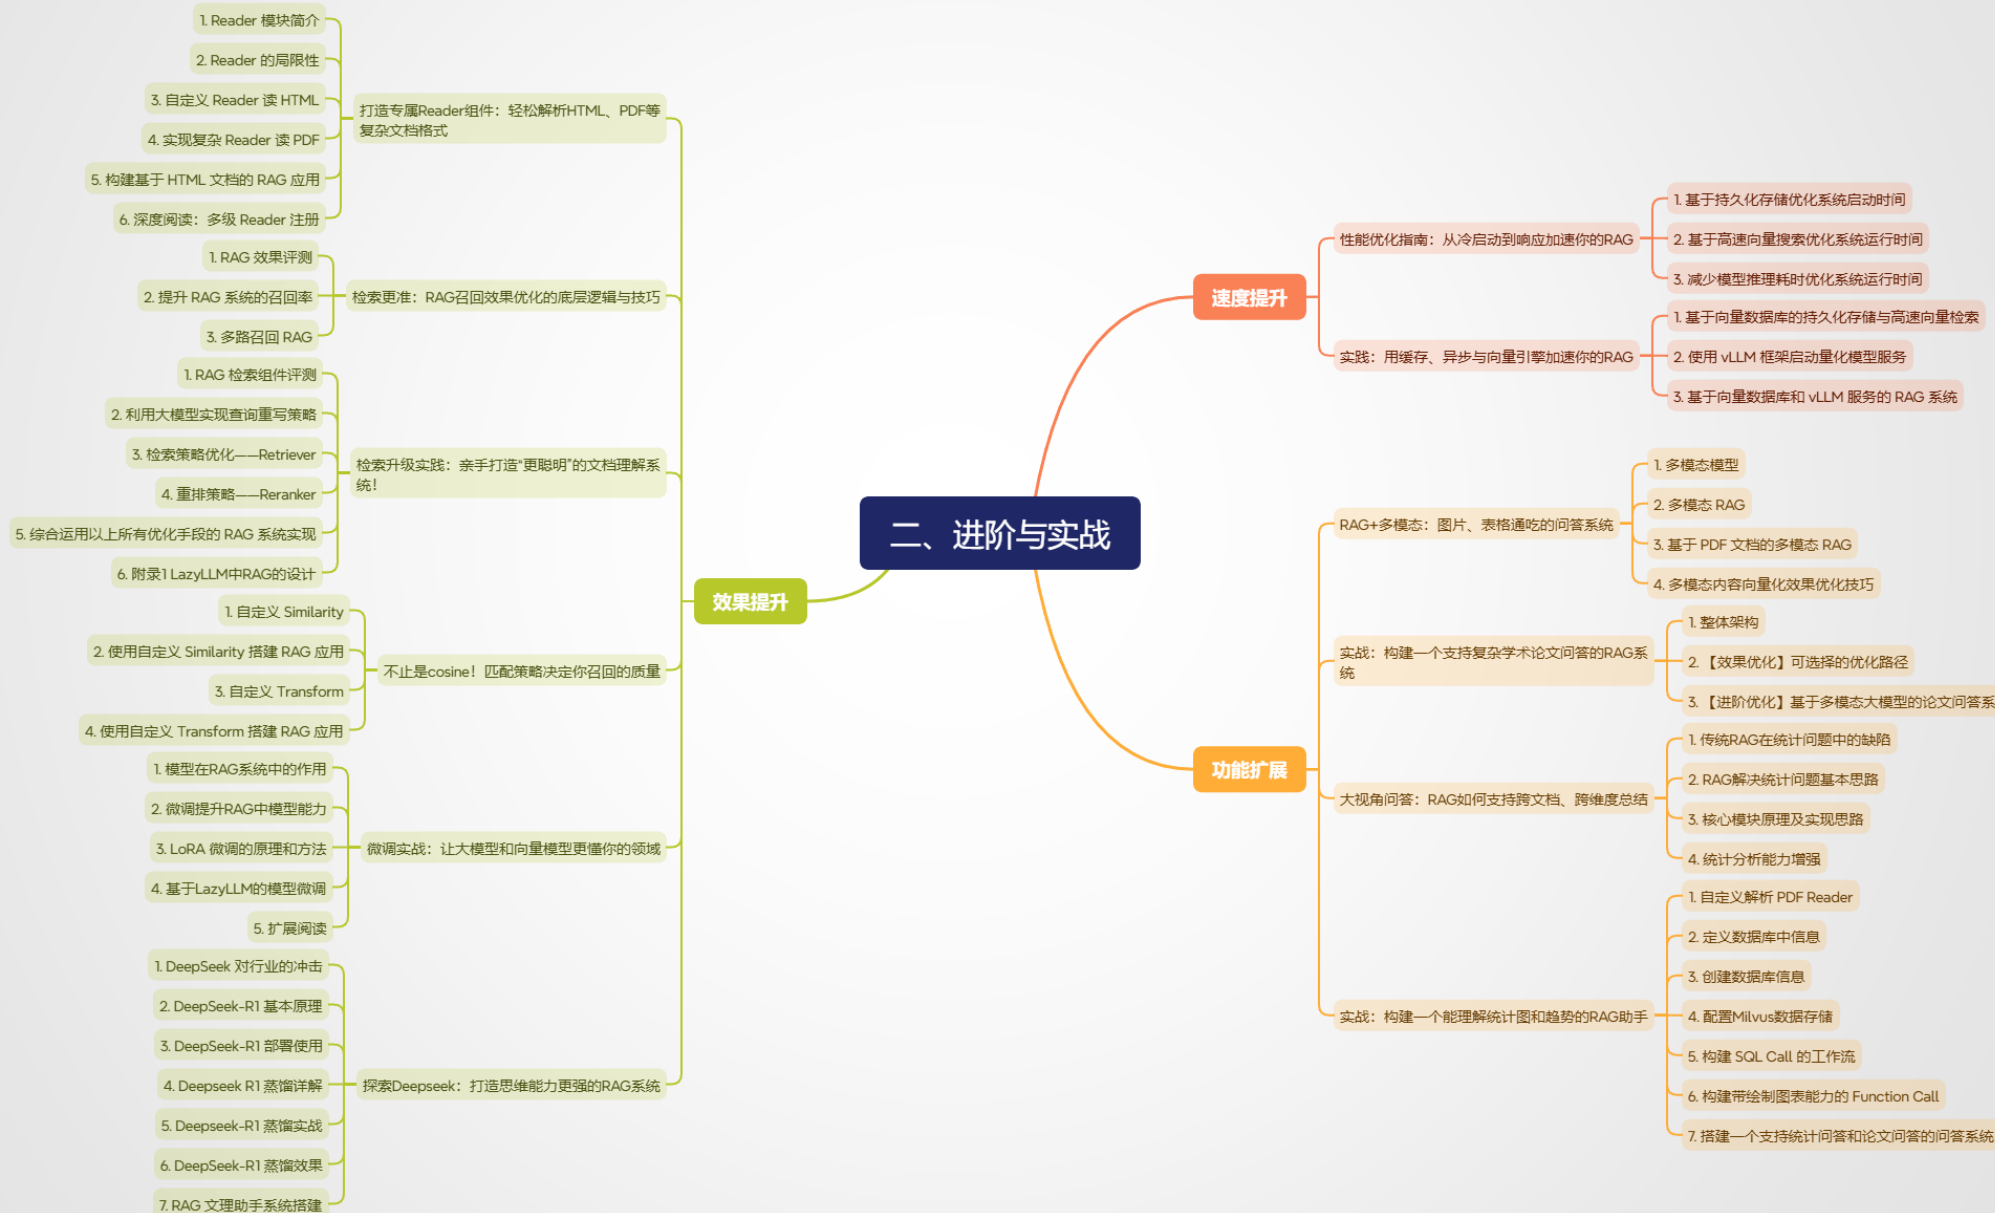 二、进阶与实战
效果提升
打造专属Reader组件：轻松解析HTML、PDF等
复杂文档格式
1. Reader 模块简介
2. Reader 的局限性
3. 自定义 Reader 读 HTML
4. 实现复杂 Reader 读 PDF
5. 构建基于 HTML 文档的 RAG 应用
6. 深度阅读：多级 Reader 注册
检索更准：RAG召回效果优化的底层逻辑与技巧
1. RAG 效果评测
2. 提升 RAG 系统的召回率
3. 多路召回 RAG
检索升级实践：亲手打造“更聪明”的文档理解系
统！
1. RAG 检索组件评测
2. 利用大模型实现查询重写策略
3. 检索策略优化——Retriever
4. 重排策略——Reranker
5. 综合运用以上所有优化手段的 RAG 系统实现
6. 附录1 LazyLLM中RAG的设计
不止是cosine！匹配策略决定你召回的质量
1. 自定义 Similarity
2. 使用自定义 Similarity 搭建 RAG 应用
3. 自定义 Transform
4. 使用自定义 Transform 搭建 RAG 应用
微调实战：让大模型和向量模型更懂你的领域
1. 模型在RAG系统中的作用
2. 微调提升RAG中模型能力
3. LoRA 微调的原理和方法
4. 基于LazyLLM的模型微调
5. 扩展阅读
探索Deepseek：打造思维能力更强的RAG系统
1. DeepSeek 对行业的冲击
2. DeepSeek-R1 基本原理
3. DeepSeek-R1 部署使用
4. Deepseek R1 蒸馏详解
5. Deepseek-R1 蒸馏实战
6. DeepSeek-R1 蒸馏效果
7. RAG 文理助手系统搭建
速度提升
性能优化指南：从冷启动到响应加速你的RAG
1. 基于持久化存储优化系统启动时间
2. 基于高速向量搜索优化系统运行时间
3. 减少模型推理耗时优化系统运行时间
实践：用缓存、异步与向量引擎加速你的RAG
1. 基于向量数据库的持久化存储与高速向量检索
2. 使用 vLLM 框架启动量化模型服务
3. 基于向量数据库和 vLLM 服务的 RAG 系统
功能扩展
RAG+多模态：图片、表格通吃的问答系统
1. 多模态模型
2. 多模态 RAG
3. 基于 PDF 文档的多模态 RAG
4. 多模态内容向量化效果优化技巧
实战：构建一个支持复杂学术论文问答的RAG系
统
1. 整体架构
2. 【效果优化】可选择的优化路径
3. 【进阶优化】基于多模态大模型的论文问答系
大视角问答：RAG如何支持跨文档、跨维度总结
1. 传统RAG在统计问题中的缺陷
2. RAG解决统计问题基本思路
3. 核心模块原理及实现思路
4. 统计分析能力增强
实战：构建一个能理解统计图和趋势的RAG助手
1. 自定义解析 PDF Reader
2. 定义数据库中信息
3. 创建数据库信息
4. 配置Milvus数据存储
5. 构建 SQL Call 的工作流
6. 构建带绘制图表能力的 Function Call
7. 搭建一个支持统计问答和论文问答的问答系统